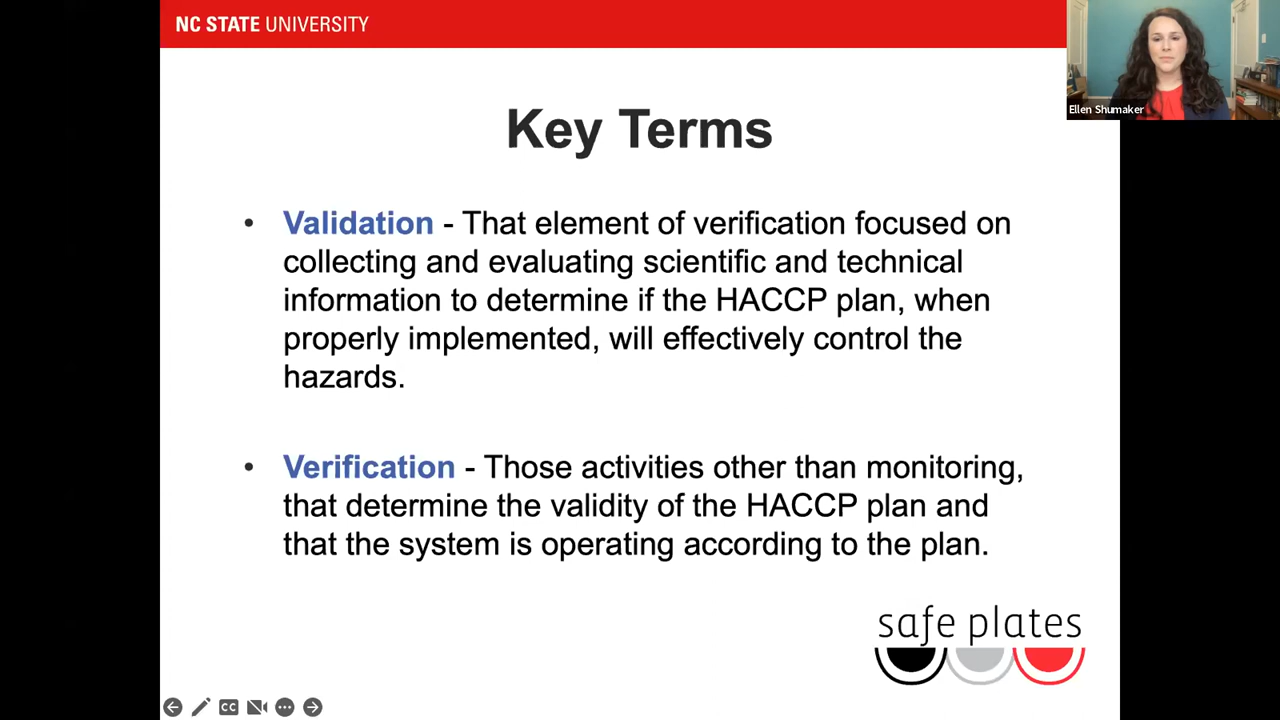 NC STATE UNIVERSITY
Ellen Shumaker
Key Terms
• Validation - That element of verification focused on
collecting and evaluating scientific and technical
information to determine if the HACCP plan, when
properly implemented, will effectively control the
hazards.
• Verification - Those activities other than monitoring,
that determine the validity of the HACCP plan and
that the system is operating according to the plan.
safe plates
CC